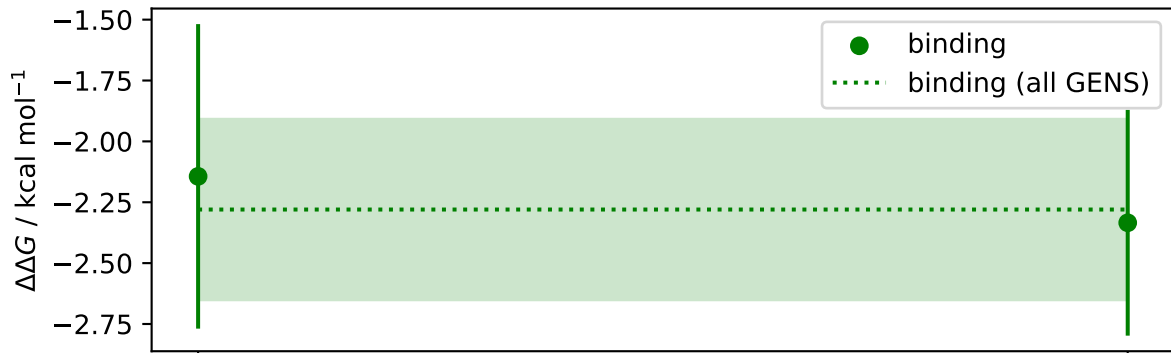 −1.50
−1.75
−2.00
−2.25
−2.50
−2.75
ΔΔG / kcal mol⁻¹
binding
binding (all GENS)